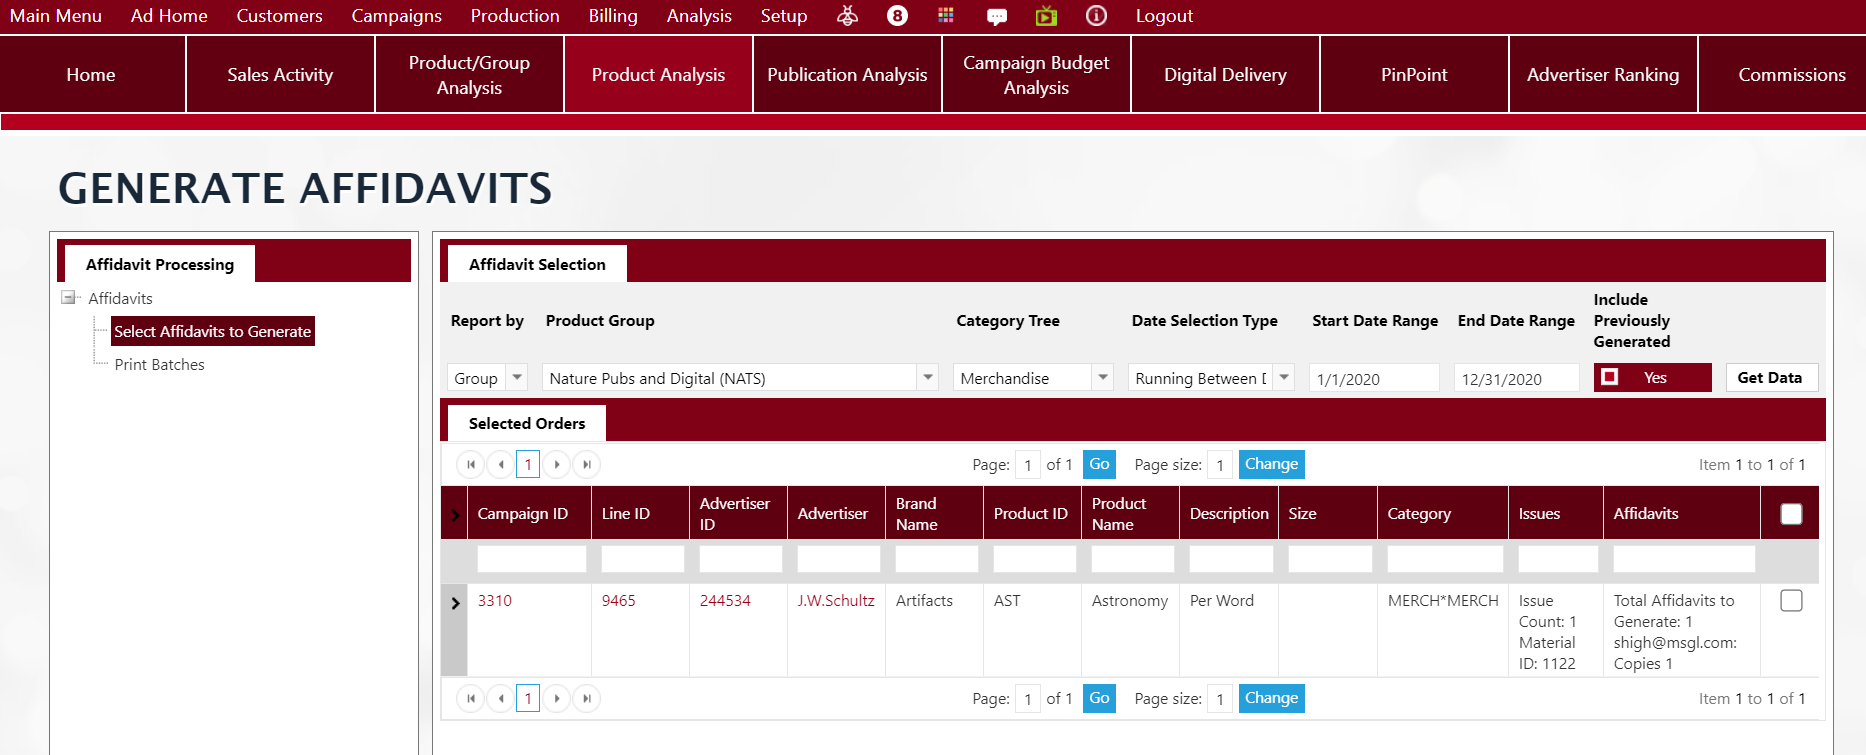 Main Menu Ad Home Customers Campaigns Production Billing Analysis Setup 8 Logout
Home Sales Activity Product/Group Analysis Product Analysis Publication Analysis Campaign Budget Analysis Digital Delivery PinPoint Advertiser Ranking Commissions
GENERATE AFFIDAVITS
Affidavit Processing
Affidavits
Select Affidavits to Generate
Print Batches
Affidavit Selection
Report by Product Group Category Tree Date Selection Type Start Date Range End Date Range Include Previously Generated
Group Nature Pubs and Digital (NATS) Merchandise Running Between D 1/1/2020 12/31/2020 Yes Get Data
Selected Orders
1 Page: 1 of 1 Go Page size: 1 Change Item 1 to 1 of 1
Campaign ID Line ID Advertiser ID Advertiser Brand Name Product ID Product Name Description Size Category Issues Affidavits
3310 9465 244534 J.W.Schultz Artifacts AST Astronomy Per Word MERCH*MERCH Issue Count: 1 Material ID: 1122 Total Affidavits to Generate: 1 shigh@msgl.com: Copies 1
1 Page: 1 of 1 Go Page size: 1 Change Item 1 to 1 of 1